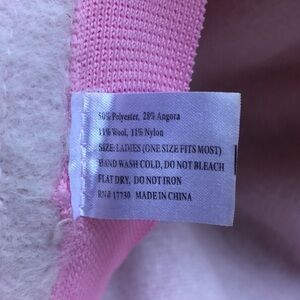 50% Polyester, 28% Angora
11% Wool, 11% Nylon
SIZE: LADIES (ONE SIZE FITS MOST)
HAND WASH COLD, DO NOT BLEACH
FLAT DRY, DO NOT IRON
RN# 17730 MADE IN CHINA